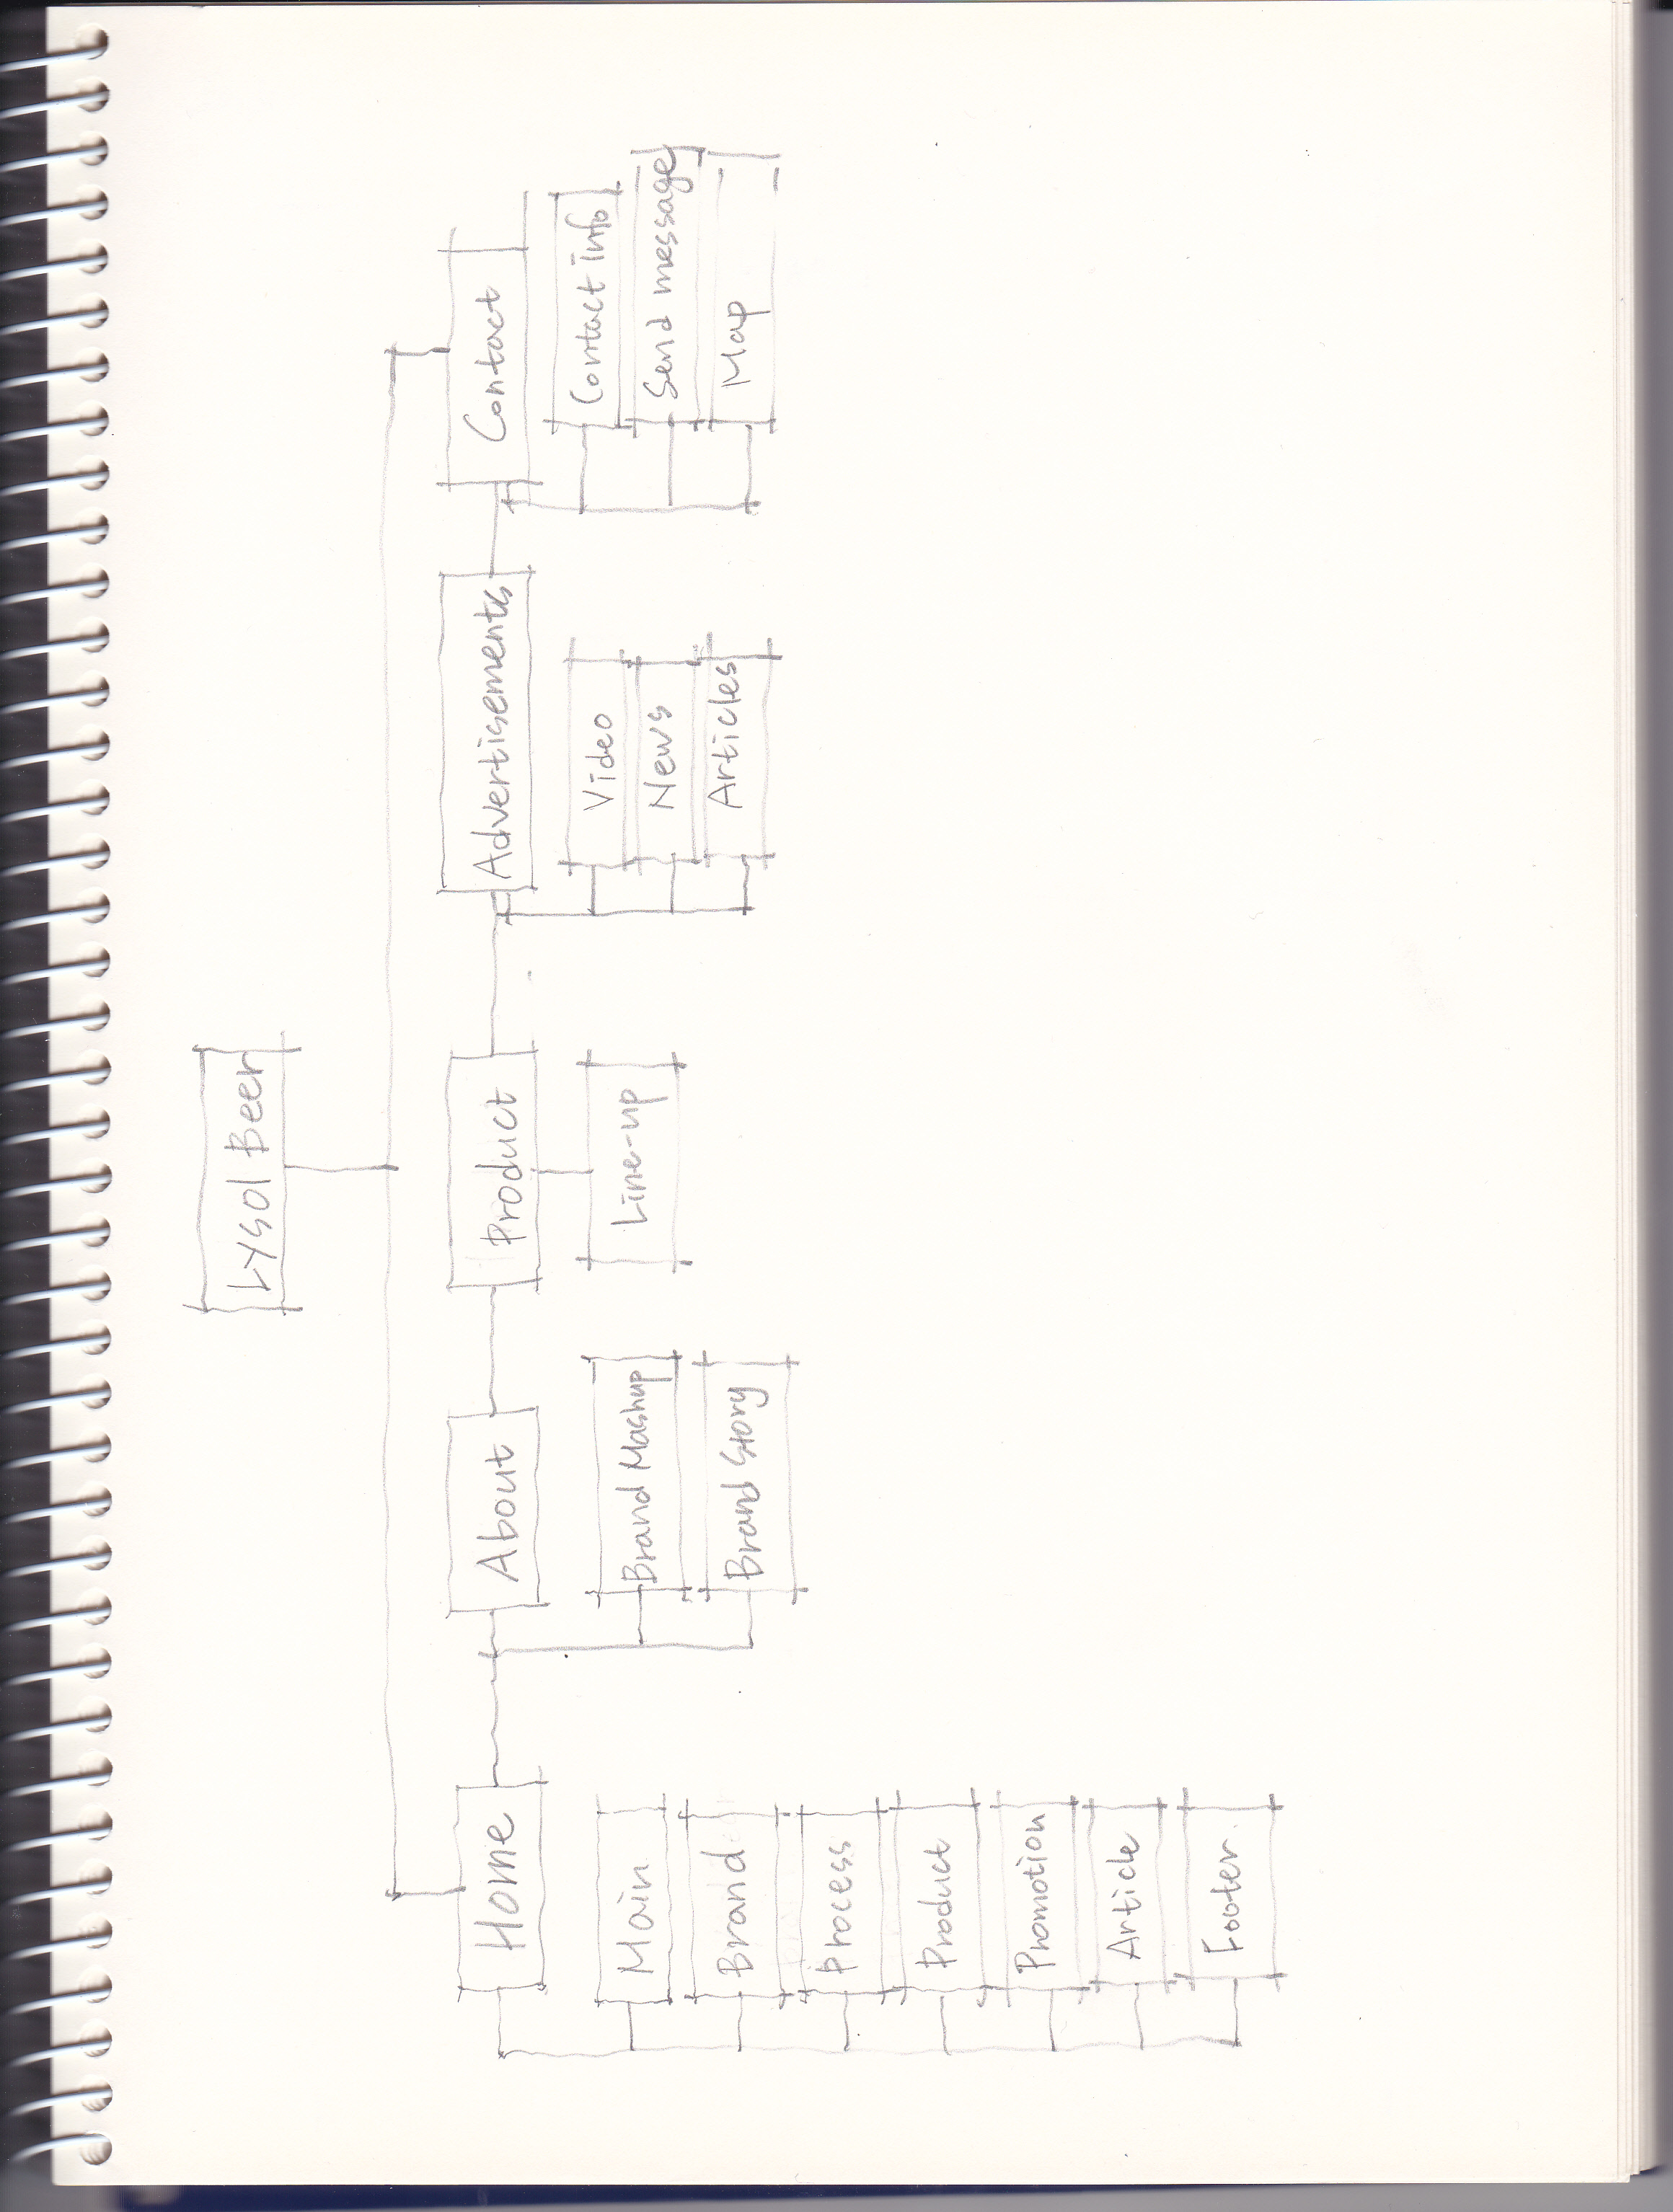 Lysol Beer
Home
About
Product
Advertisements
Contact
Main
Brand
Process
Product
Promotion
Article
Footer
Brand Mashup
Brand Story
Line-up
Video
News
Articles
Contact info
Send message
Map